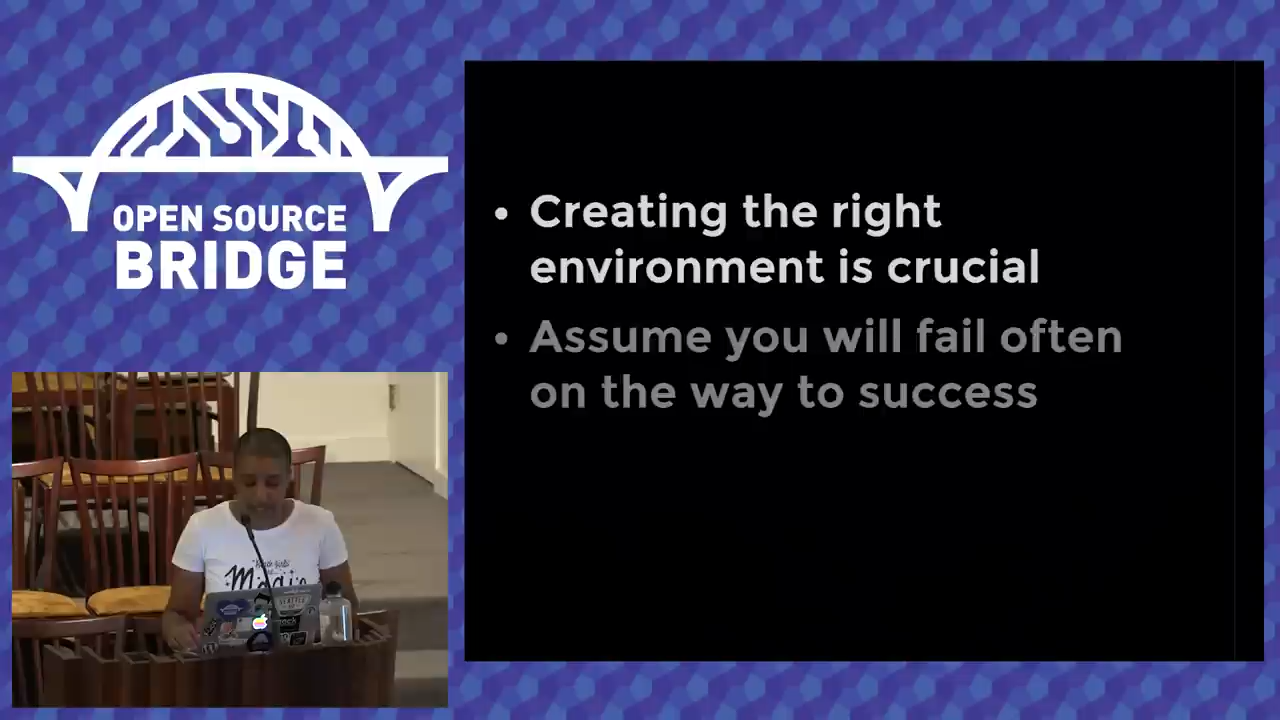 OPEN SOURCE
BRIDGE
• Creating the right
environment is crucial
• Assume you will fail often
on the way to success
Magic